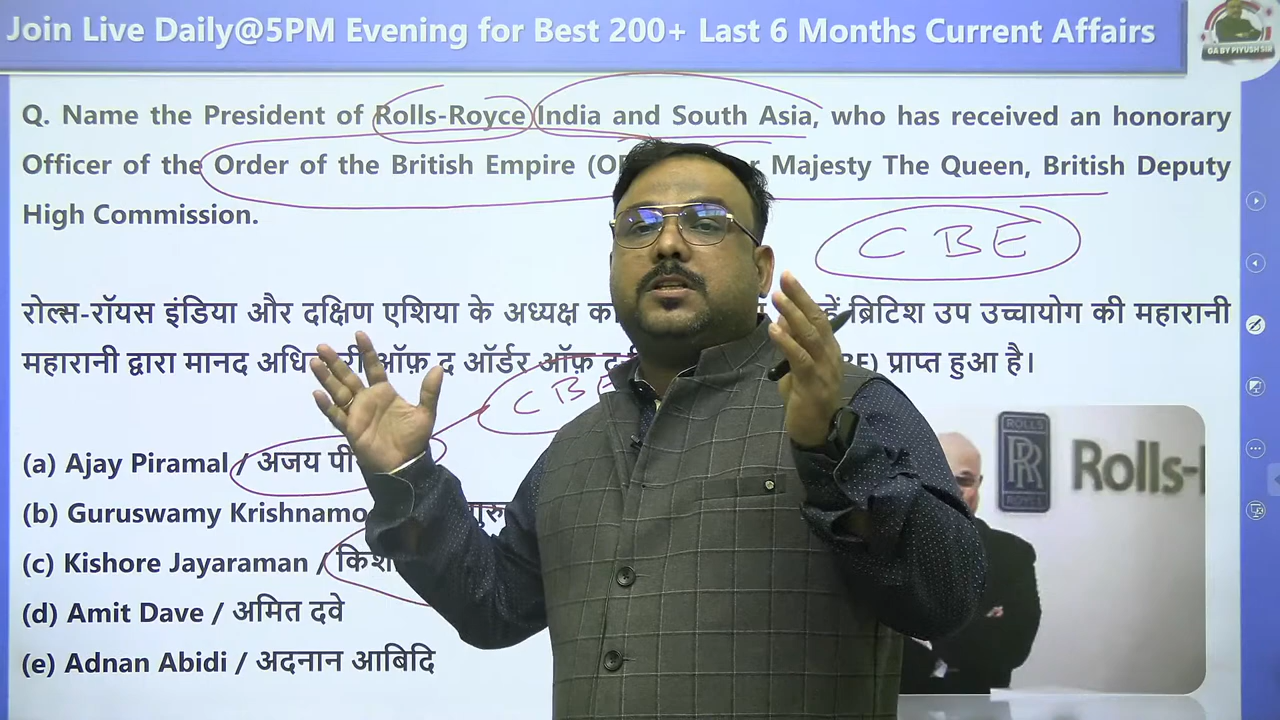 Join Live Daily@5PM Evening for Best 200+ Last 6 Months Current Affairs
GA BY PIYUSH SIR
Q. Name the President of Rolls-Royce India and South Asia, who has received an honorary
Officer of the Order of the British Empire Majesty The Queen, British Deputy
High Commission.
C B E
रोल्स-रॉयस इंडिया और दक्षिण एशिया के अध्यक्ष ब्रिटिश उप उच्चायोग की महारानी
महारानी द्वारा मानद ऑफ़ द ऑर्डर ऑफ़ प्राप्त हुआ है।
C B E
(a) Ajay Piramal / अजय
(b) Guruswamy
(c) Kishore Jayaraman /
(d) Amit Dave / अमित दवे
(e) Adnan Abidi / अदनान आबिदि
ROLLS
RR
ROYCE
Rolls-